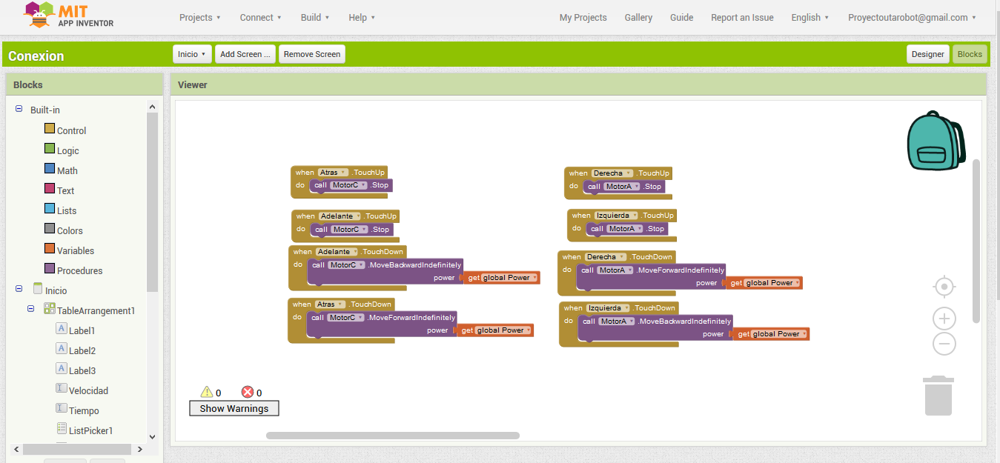 MIT
APP INVENTOR
Projects
Connect
Build
Help
My Projects
Gallery
Guide
Report an Issue
English
Proyectoutarobot@gmail.com
Conexion
Inicio
Add Screen ...
Remove Screen
Designer
Blocks
Blocks
Viewer
Built-in
Control
Logic
Math
Text
Lists
Colors
Variables
Procedures
Inicio
TableArrangement1
A Label1
A Label2
A Label3
Velocidad
Tiempo
ListPicker1
when Atras .TouchUp
do call MotorC .Stop
when Adelante .TouchUp
do call MotorC .Stop
when Adelante .TouchDown
do call MotorC .MoveBackwardIndefinitely
power get global Power
when Atras .TouchDown
do call MotorC .MoveForwardIndefinitely
power get global Power
when Derecha .TouchUp
do call MotorA .Stop
when Izquierda .TouchUp
do call MotorA .Stop
when Derecha .TouchDown
do call MotorA .MoveForwardIndefinitely
power get global Power
when Izquierda .TouchDown
do call MotorA .MoveBackwardIndefinitely
power get global Power
0 0
Show Warnings